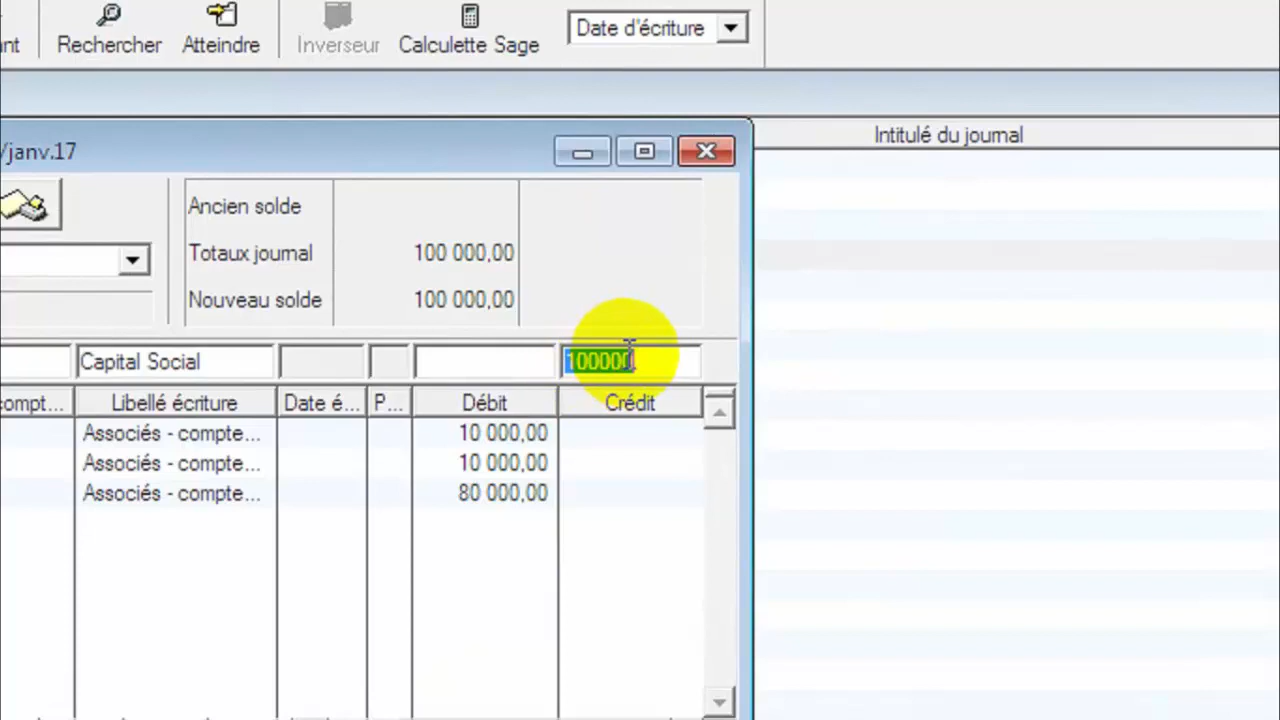 Rechercher Atteindre Inverseur Calculette Sage Date d'écriture
/janv.17 Intitulé du journal
Ancien solde
Totaux journal 100 000,00
Nouveau solde 100 000,00
Capital Social 100000
Libellé écriture Date é... P... Débit Crédit
Associés - compte... 10 000,00
Associés - compte... 10 000,00
Associés - compte... 80 000,00